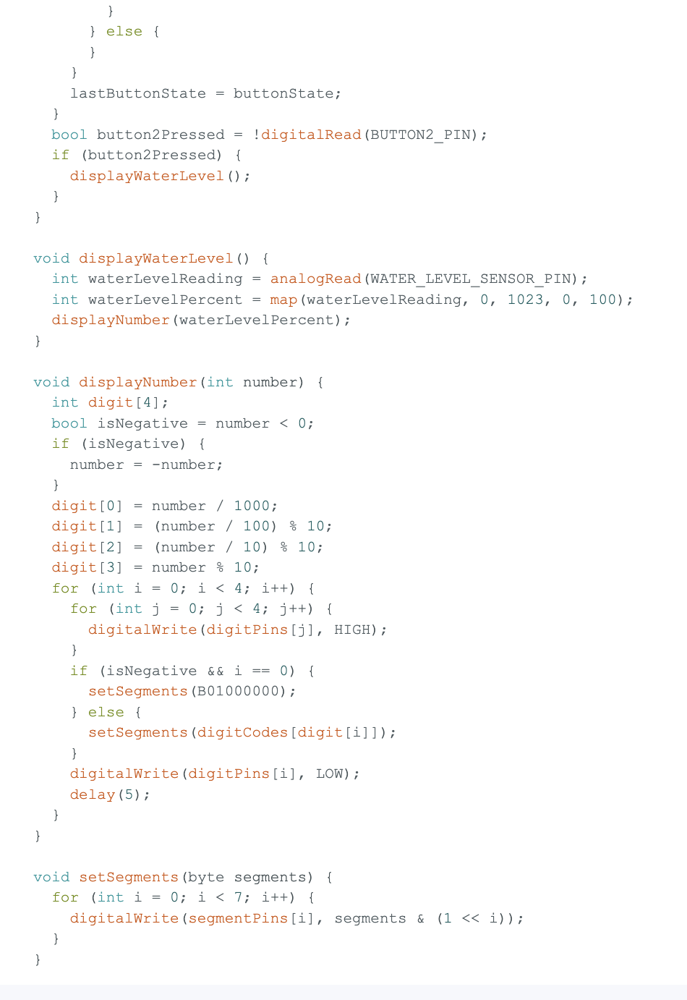 }
} else {
}
}
lastButtonState = buttonState;
}
bool button2Pressed = !digitalRead(BUTTON2_PIN);
if (button2Pressed) {
displayWaterLevel();
}
}
void displayWaterLevel() {
int waterLevelReading = analogRead(WATER_LEVEL_SENSOR_PIN);
int waterLevelPercent = map(waterLevelReading, 0, 1023, 0, 100);
displayNumber(waterLevelPercent);
}
void displayNumber(int number) {
int digit[4];
bool isNegative = number < 0;
if (isNegative) {
number = -number;
}
digit[0] = number / 1000;
digit[1] = (number / 100) % 10;
digit[2] = (number / 10) % 10;
digit[3] = number % 10;
for (int i = 0; i < 4; i++) {
for (int j = 0; j < 4; j++) {
digitalWrite(digitPins[j], HIGH);
}
if (isNegative && i == 0) {
setSegments(B01000000);
} else {
setSegments(digitCodes[digit[i]]);
}
digitalWrite(digitPins[i], LOW);
delay(5);
}
}
void setSegments(byte segments) {
for (int i = 0; i < 7; i++) {
digitalWrite(segmentPins[i], segments & (1 << i));
}
}